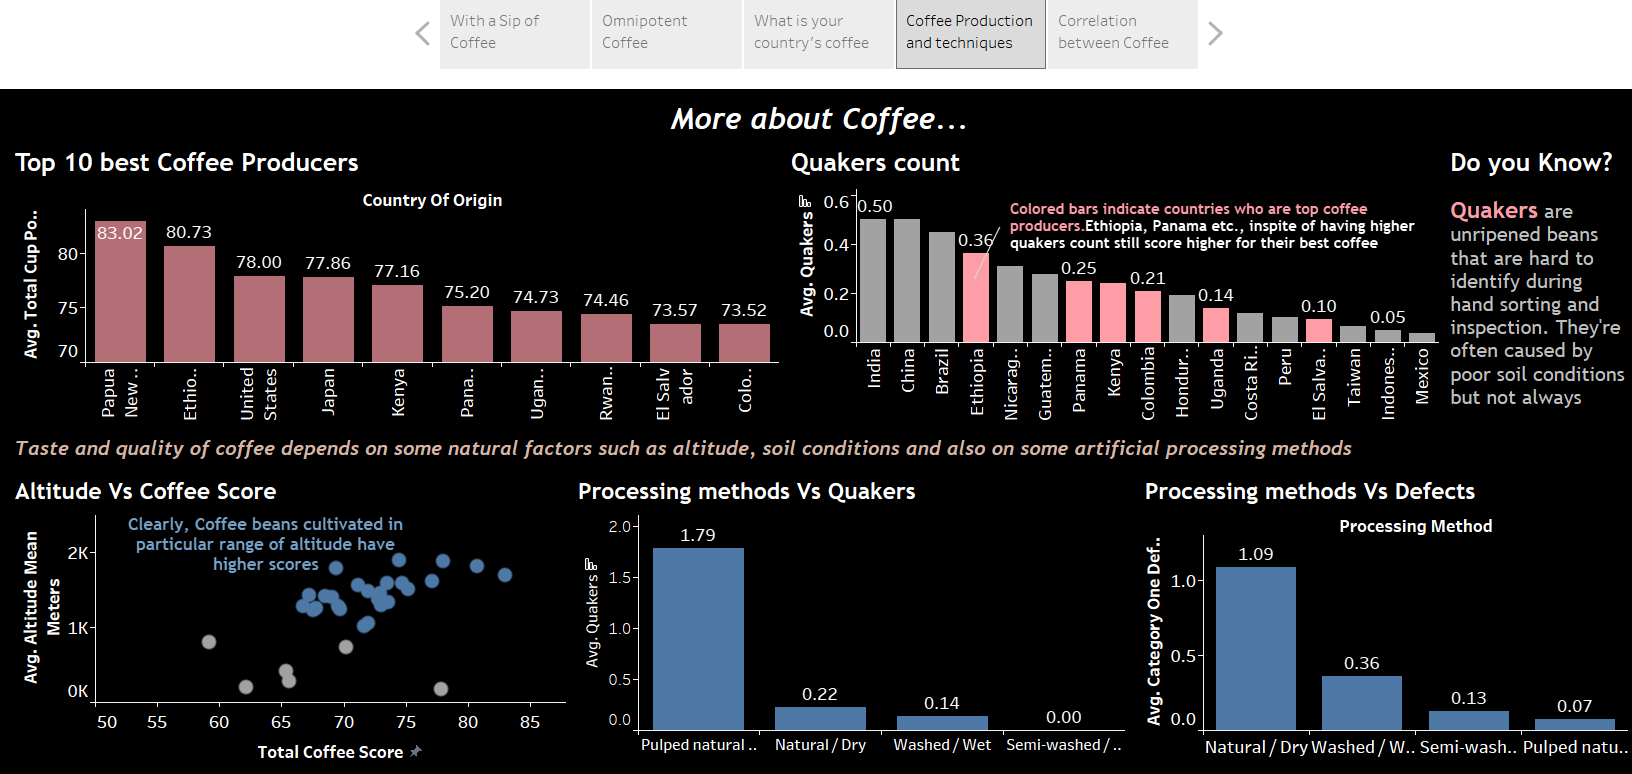 With a Sip of
Coffee
Omnipotent
Coffee
What is your
country's coffee
Coffee Production
and techniques
Correlation
between Coffee
More about Coffee...
Top 10 best Coffee Producers
Country Of Origin
Avg. Total Cup Po..
80
75
70
83.02
80.73
78.00
77.86
77.16
75.20
74.73
74.46
73.57
73.52
Papua
New ..
Ethio..
United
States
Japan
Kenya
Pana..
Ugan..
Rwan..
El Salv
ador
Colo..
Quakers count
Avg. Quakers
0.6
0.4
0.2
0.0
0.50
0.36
0.25
0.21
0.14
0.10
0.05
Colored bars indicate countries who are top coffee
producers.Ethiopia, Panama etc., inspite of having higher
quakers count still score higher for their best coffee
India
China
Brazil
Ethiopia
Nicarag..
Guatem..
Panama
Kenya
Colombia
Hondur..
Uganda
Costa Ri..
Peru
El Salva..
Taiwan
Indones..
Mexico
Do you Know?
Quakers are
unripened beans
that are hard to
identify during
hand sorting and
inspection. They're
often caused by
poor soil conditions
but not always
Taste and quality of coffee depends on some natural factors such as altitude, soil conditions and also on some artificial processing methods
Altitude Vs Coffee Score
Clearly, Coffee beans cultivated in
particular range of altitude have
higher scores
Avg. Altitude Mean
Meters
2K
1K
0K
50
55
60
65
70
75
80
85
Total Coffee Score
Processing methods Vs Quakers
Avg. Quakers
2.0
1.5
1.0
0.5
0.0
1.79
0.22
0.14
0.00
Pulped natural ..
Natural / Dry
Washed / Wet
Semi-washed / ..
Processing methods Vs Defects
Processing Method
Avg. Category One Def..
1.0
0.5
0.0
1.09
0.36
0.13
0.07
Natural / Dry
Washed / W..
Semi-wash..
Pulped natu..